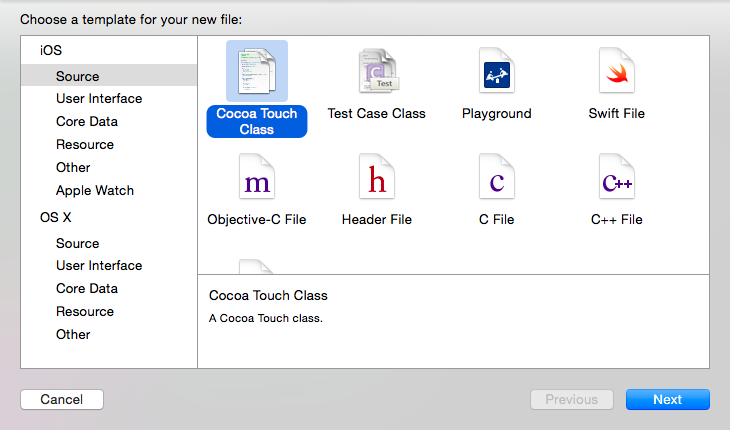 Choose a template for your new file:
iOS
Source
User Interface
Core Data
Resource
Other
Apple Watch
OS X
Source
User Interface
Core Data
Resource
Other
Cocoa Touch
Class
Test
Test Case Class
Playground
Swift File
m
Objective-C File
h
Header File
c
C File
C++
C++ File
Cocoa Touch Class
A Cocoa Touch class.
Cancel
Previous
Next